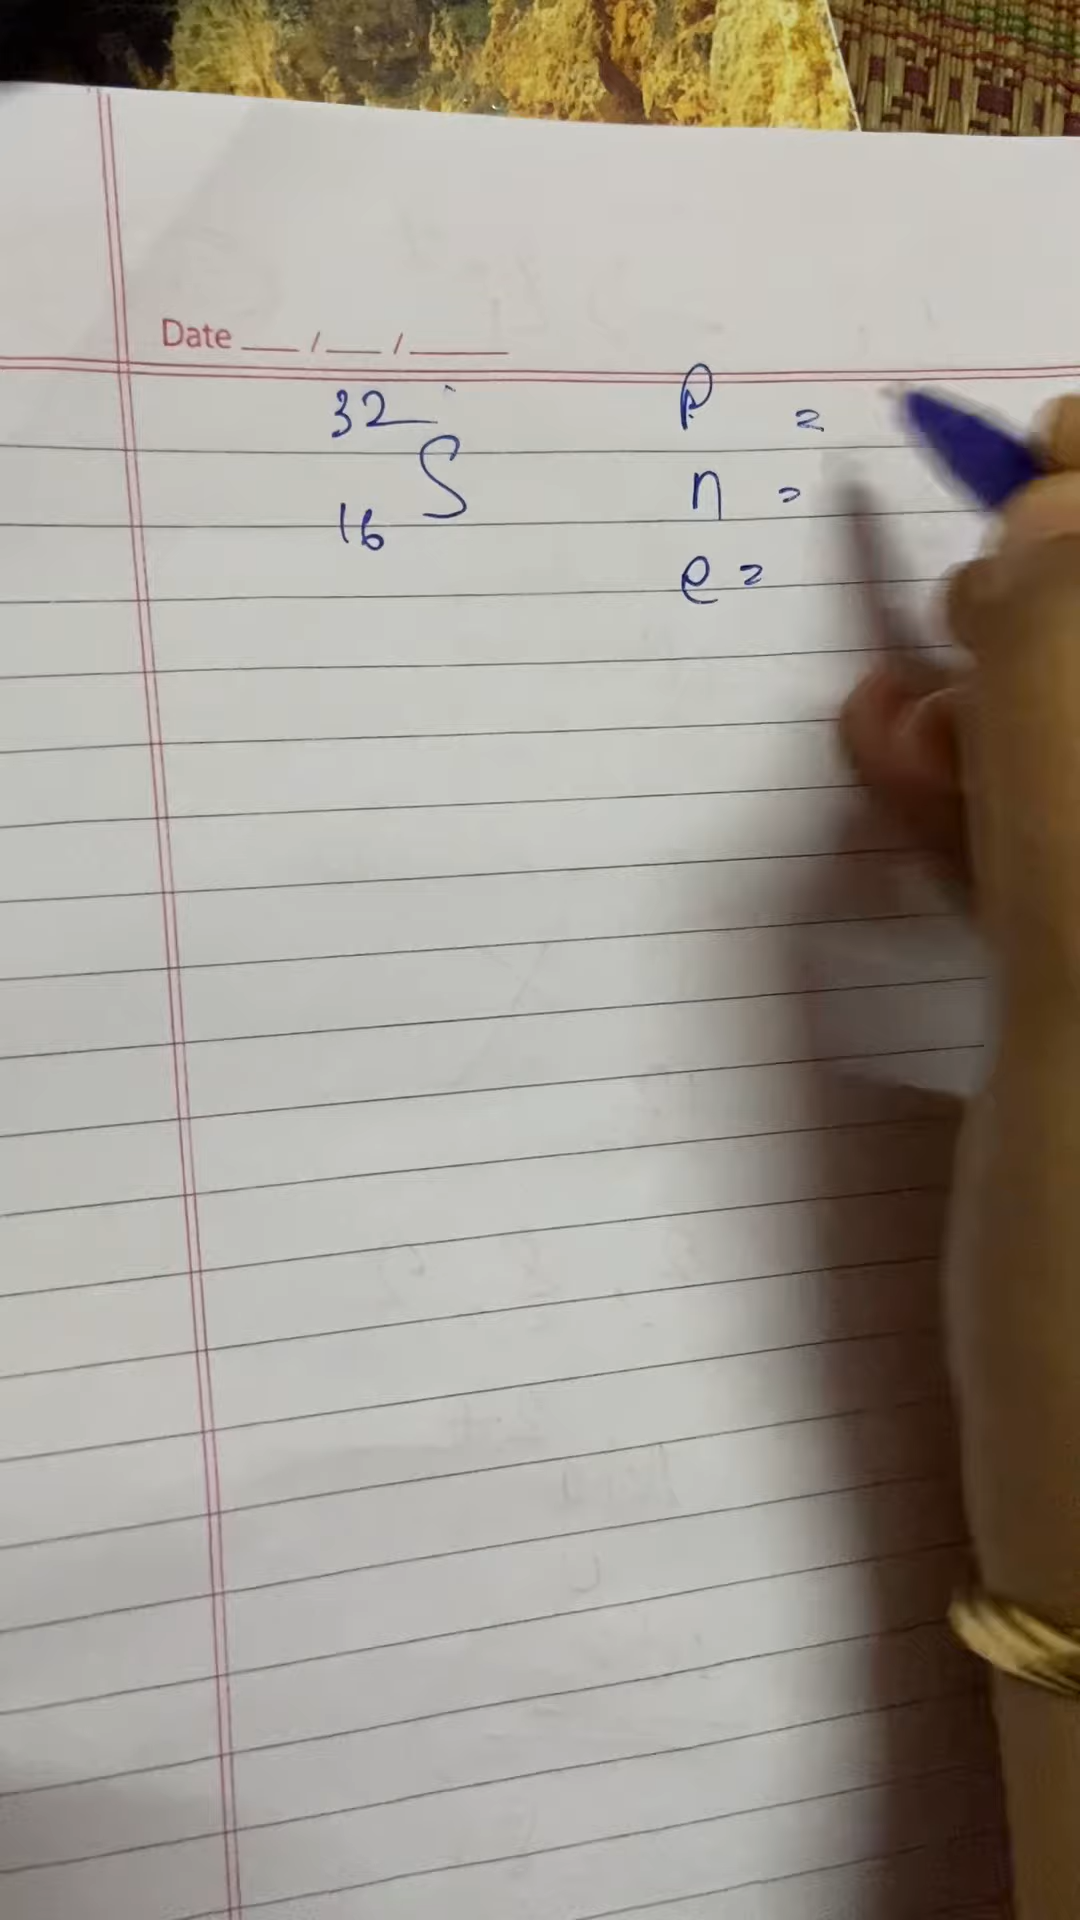 Date __/__/____
32 P =
S n =
16
e =